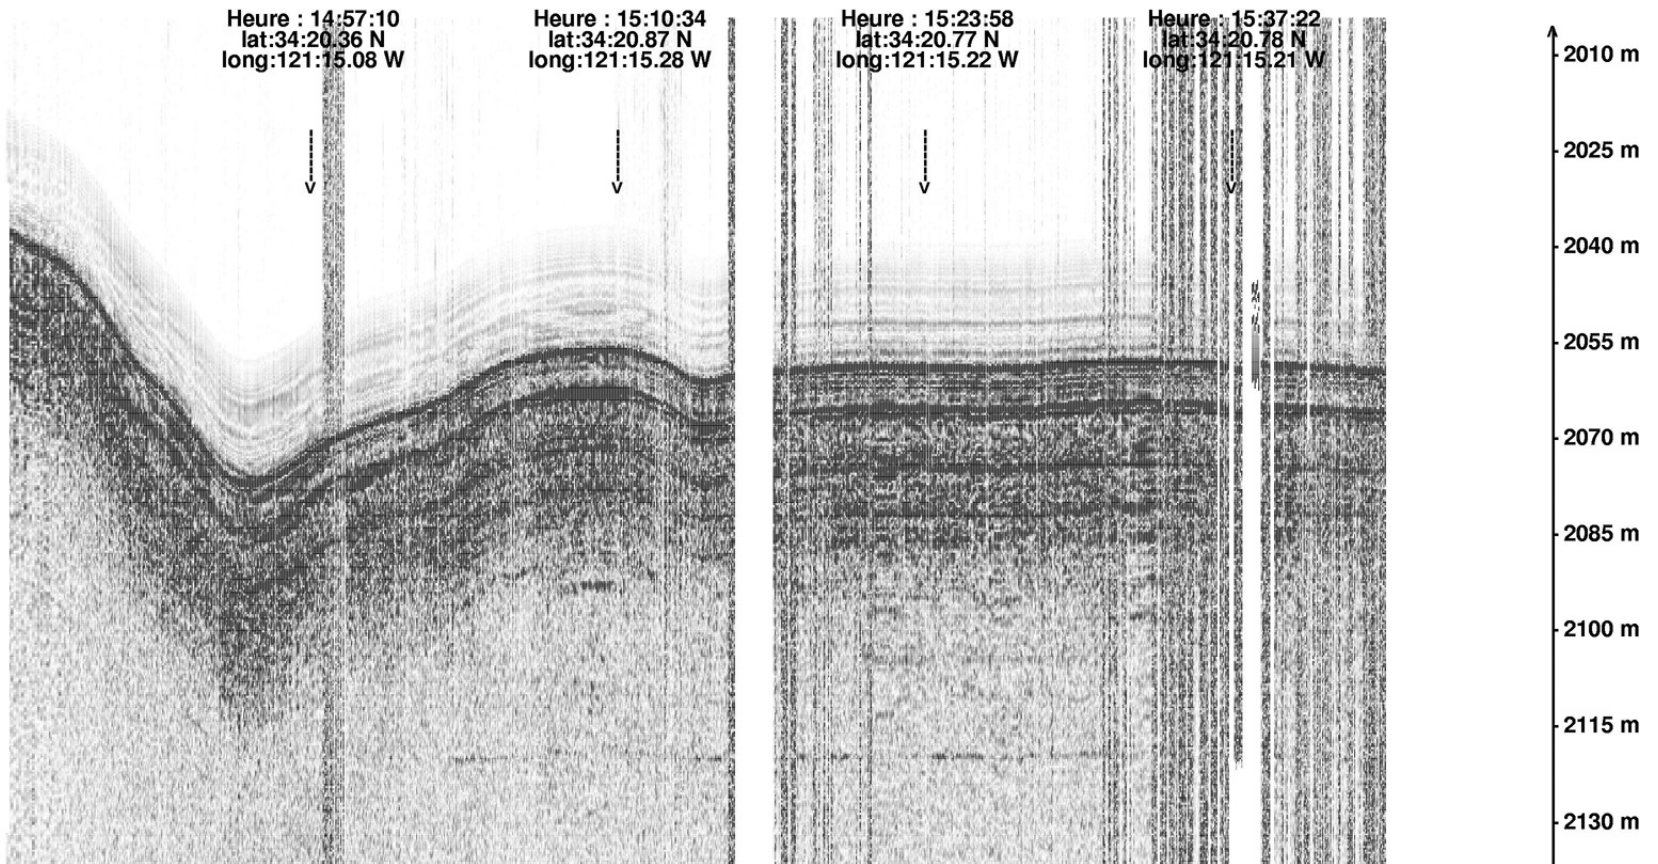 Heure : 14:57:10
lat:34:20.36 N
long:121:15.08 W
Heure : 15:10:34
lat:34:20.87 N
long:121:15.28 W
Heure : 15:23:58
lat:34:20.77 N
long:121:15.22 W
Heure : 15:37:22
lat:34:20.78 N
long:121:15.21 W
2010 m
2025 m
2040 m
2055 m
2070 m
2085 m
2100 m
2115 m
2130 m